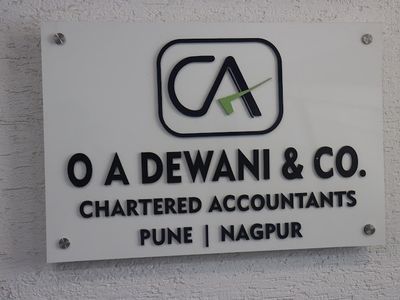 CA
O A DEWANI & CO.
CHARTERED ACCOUNTANTS
PUNE | NAGPUR